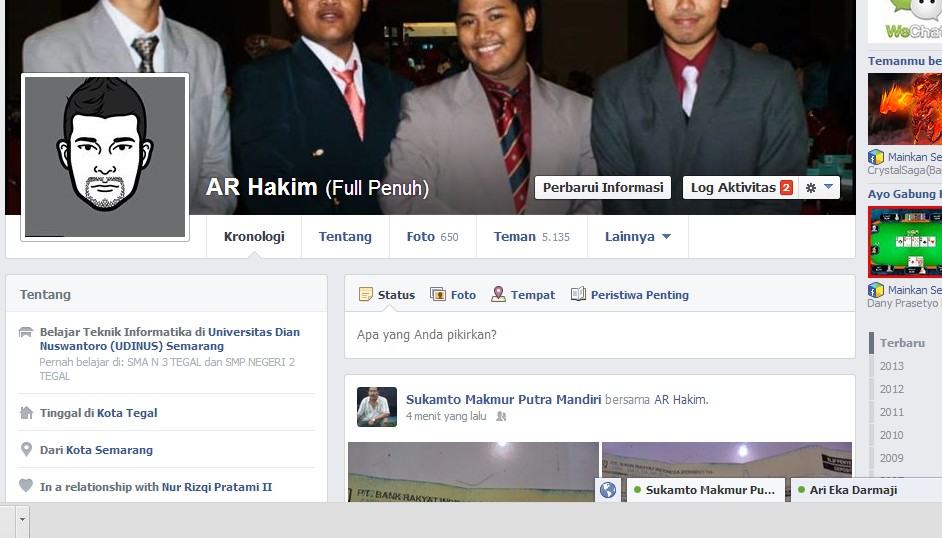 WeChat
Temanmu be
AR Hakim (Full Penuh)
Perbarui Informasi
Log Aktivitas 2
Mainkan Se
CrystalSaga(Ba
Ayo Gabung
Kronologi
Tentang
Foto 650
Teman 5.135
Lainnya
Mainkan Se
Dany Prasetyo
Tentang
Belajar Teknik Informatika di Universitas Dian
Nuswantoro (UDINUS) Semarang
Pernah belajar di: SMA N 3 TEGAL dan SMP NEGERI 2
TEGAL
Tinggal di Kota Tegal
Dari Kota Semarang
In a relationship with Nur Rizqi Pratami II
Status
Foto
Tempat
Peristiwa Penting
Apa yang Anda pikirkan?
Sukamto Makmur Putra Mandiri bersama AR Hakim.
4 menit yang lalu
PT. BANK RAKYAT
Terbaru
2013
2012
2011
2010
2009
Sukamto Makmur Pu...
Ari Eka Darmaji